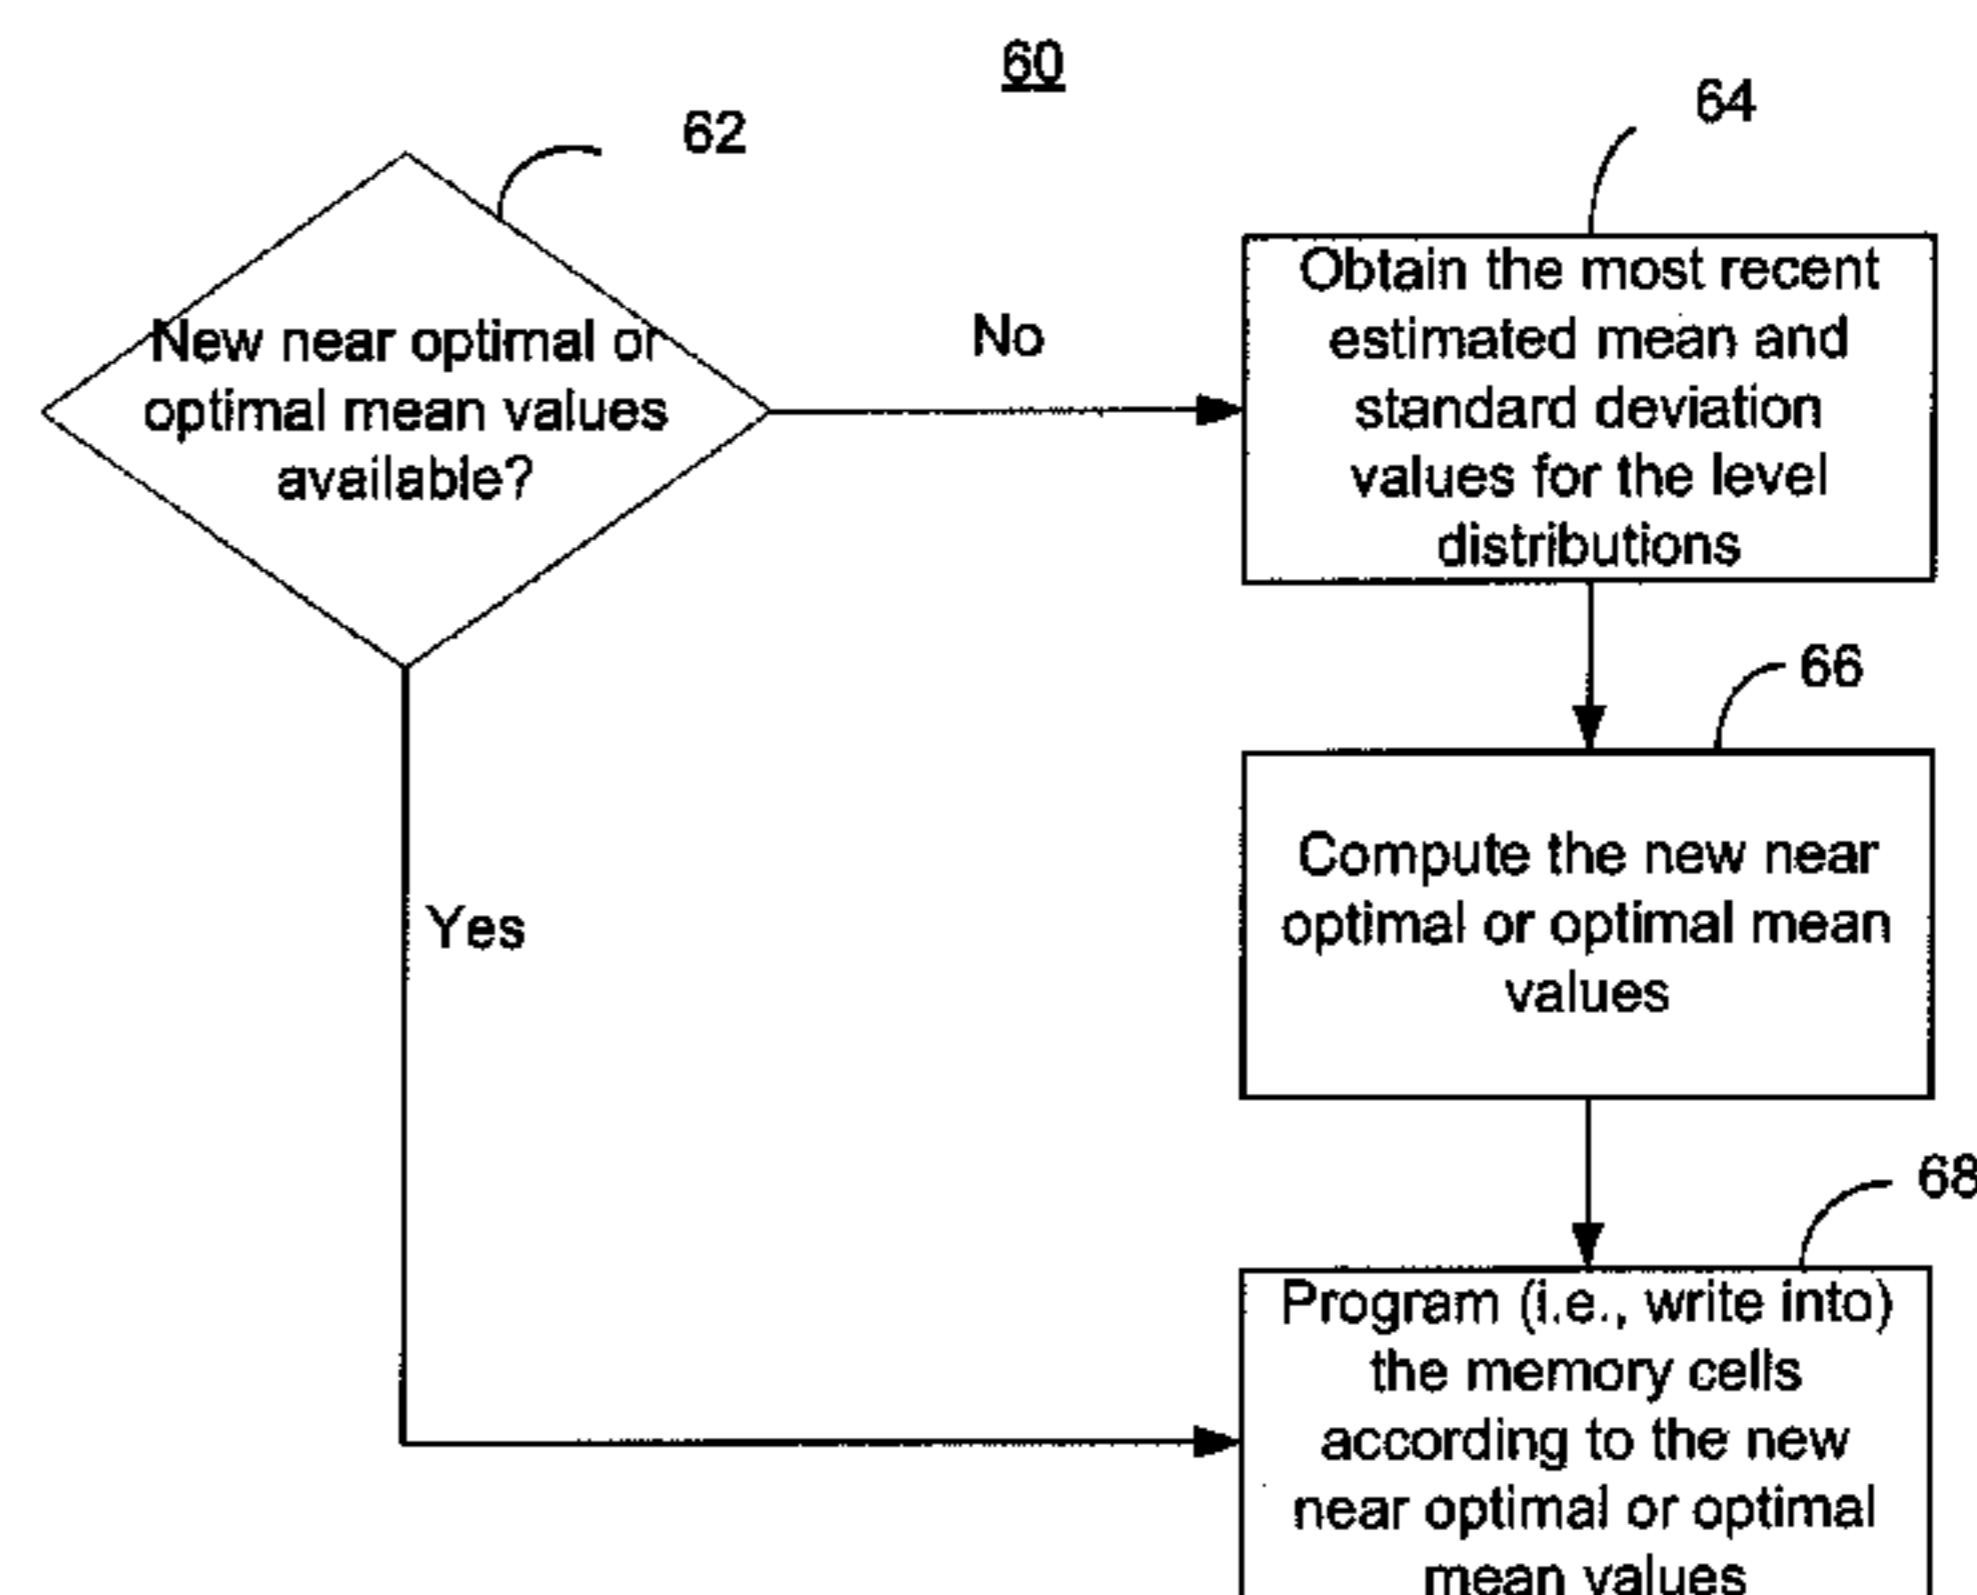 60
62
64
New near optimal or
optimal mean values
available?
No
Obtain the most recent
estimated mean and
standard deviation
values for the level
distributions
66
Compute the new near
optimal or optimal mean
values
Yes
68
Program (i.e., write into)
the memory cells
according to the new
near optimal or optimal
mean values